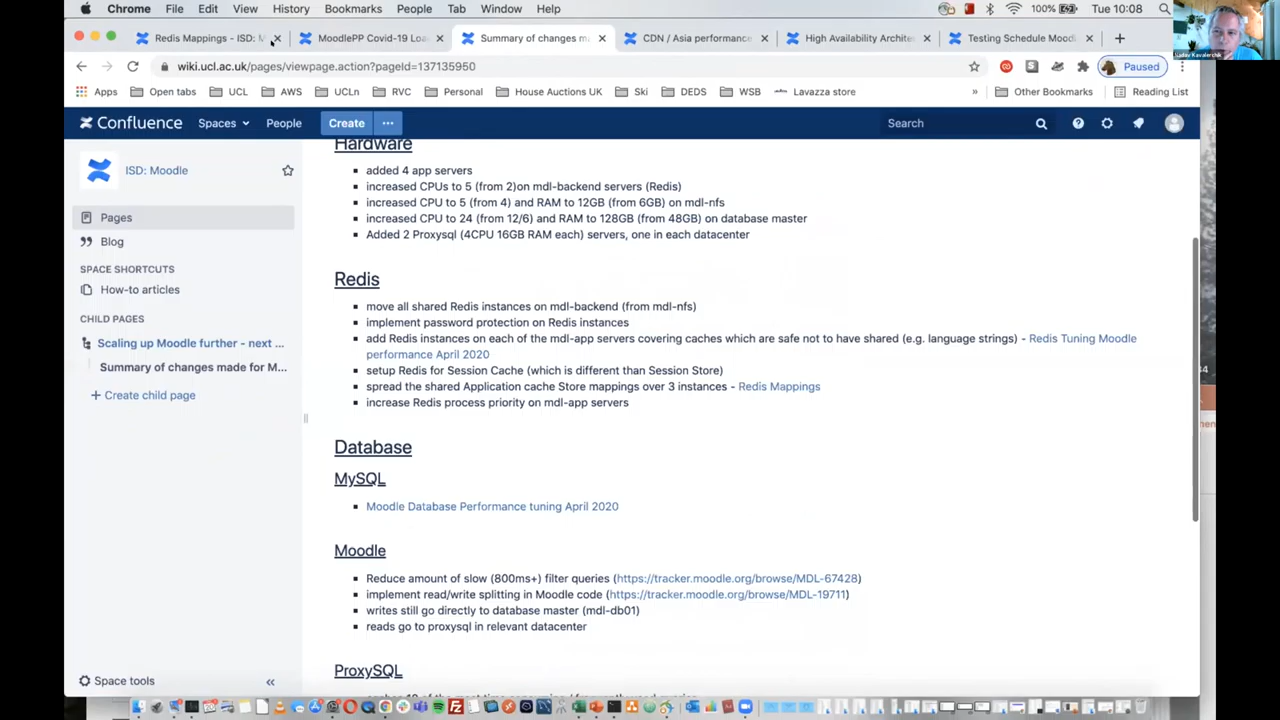 Chrome File Edit View History Bookmarks People Tab Window Help 100% Tue 10:08
Redis Mappings - ISD: M MoodlePP Covid-19 Loa Summary of changes ma CDN / Asia performance High Availability Archite Testing Schedule Moodl
wiki.ucl.ac.uk/pages/viewpage.action?pageId=137135950 Paused
Apps Open tabs UCL AWS UCLn RVC Personal House Auctions UK Ski DEDS WSB Lavazza store » Other Bookmarks Reading List
Confluence Spaces People Create ••• Search
ISD: Moodle
Pages
Blog
SPACE SHORTCUTS
How-to articles
CHILD PAGES
Scaling up Moodle further - next ...
Summary of changes made for M...
+ Create child page
Space tools «
Hardware
added 4 app servers
increased CPUs to 5 (from 2)on mdl-backend servers (Redis)
increased CPU to 5 (from 4) and RAM to 12GB (from 6GB) on mdl-nfs
increased CPU to 24 (from 12/6) and RAM to 128GB (from 48GB) on database master
Added 2 Proxysql (4CPU 16GB RAM each) servers, one in each datacenter
Redis
move all shared Redis instances on mdl-backend (from mdl-nfs)
implement password protection on Redis instances
add Redis instances on each of the mdl-app servers covering caches which are safe not to have shared (e.g. language strings) - Redis Tuning Moodle
performance April 2020
setup Redis for Session Cache (which is different than Session Store)
spread the shared Application cache Store mappings over 3 instances - Redis Mappings
increase Redis process priority on mdl-app servers
Database
MySQL
Moodle Database Performance tuning April 2020
Moodle
Reduce amount of slow (800ms+) filter queries (https://tracker.moodle.org/browse/MDL-67428)
implement read/write splitting in Moodle code (https://tracker.moodle.org/browse/MDL-19711)
writes still go directly to database master (mdl-db01)
reads go to proxysql in relevant datacenter
ProxySQL